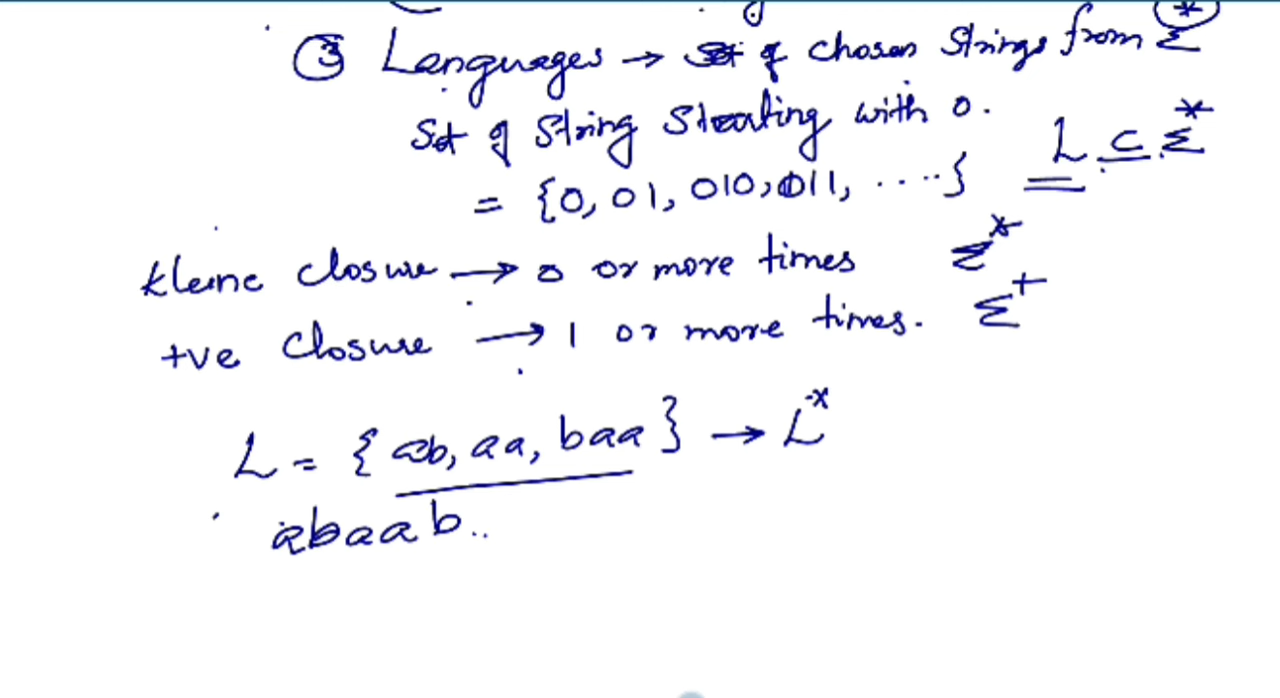 ③ Languages → Set of chosen Strings from Σ*
Set of String Starting with 0.
= {0, 01, 010, 011, ....} L ⊆ Σ*
kleine closure → 0 or more times Σ*
+ve closure → 1 or more times. Σ+
L = {ab, aa, baa} → L*
abaab..